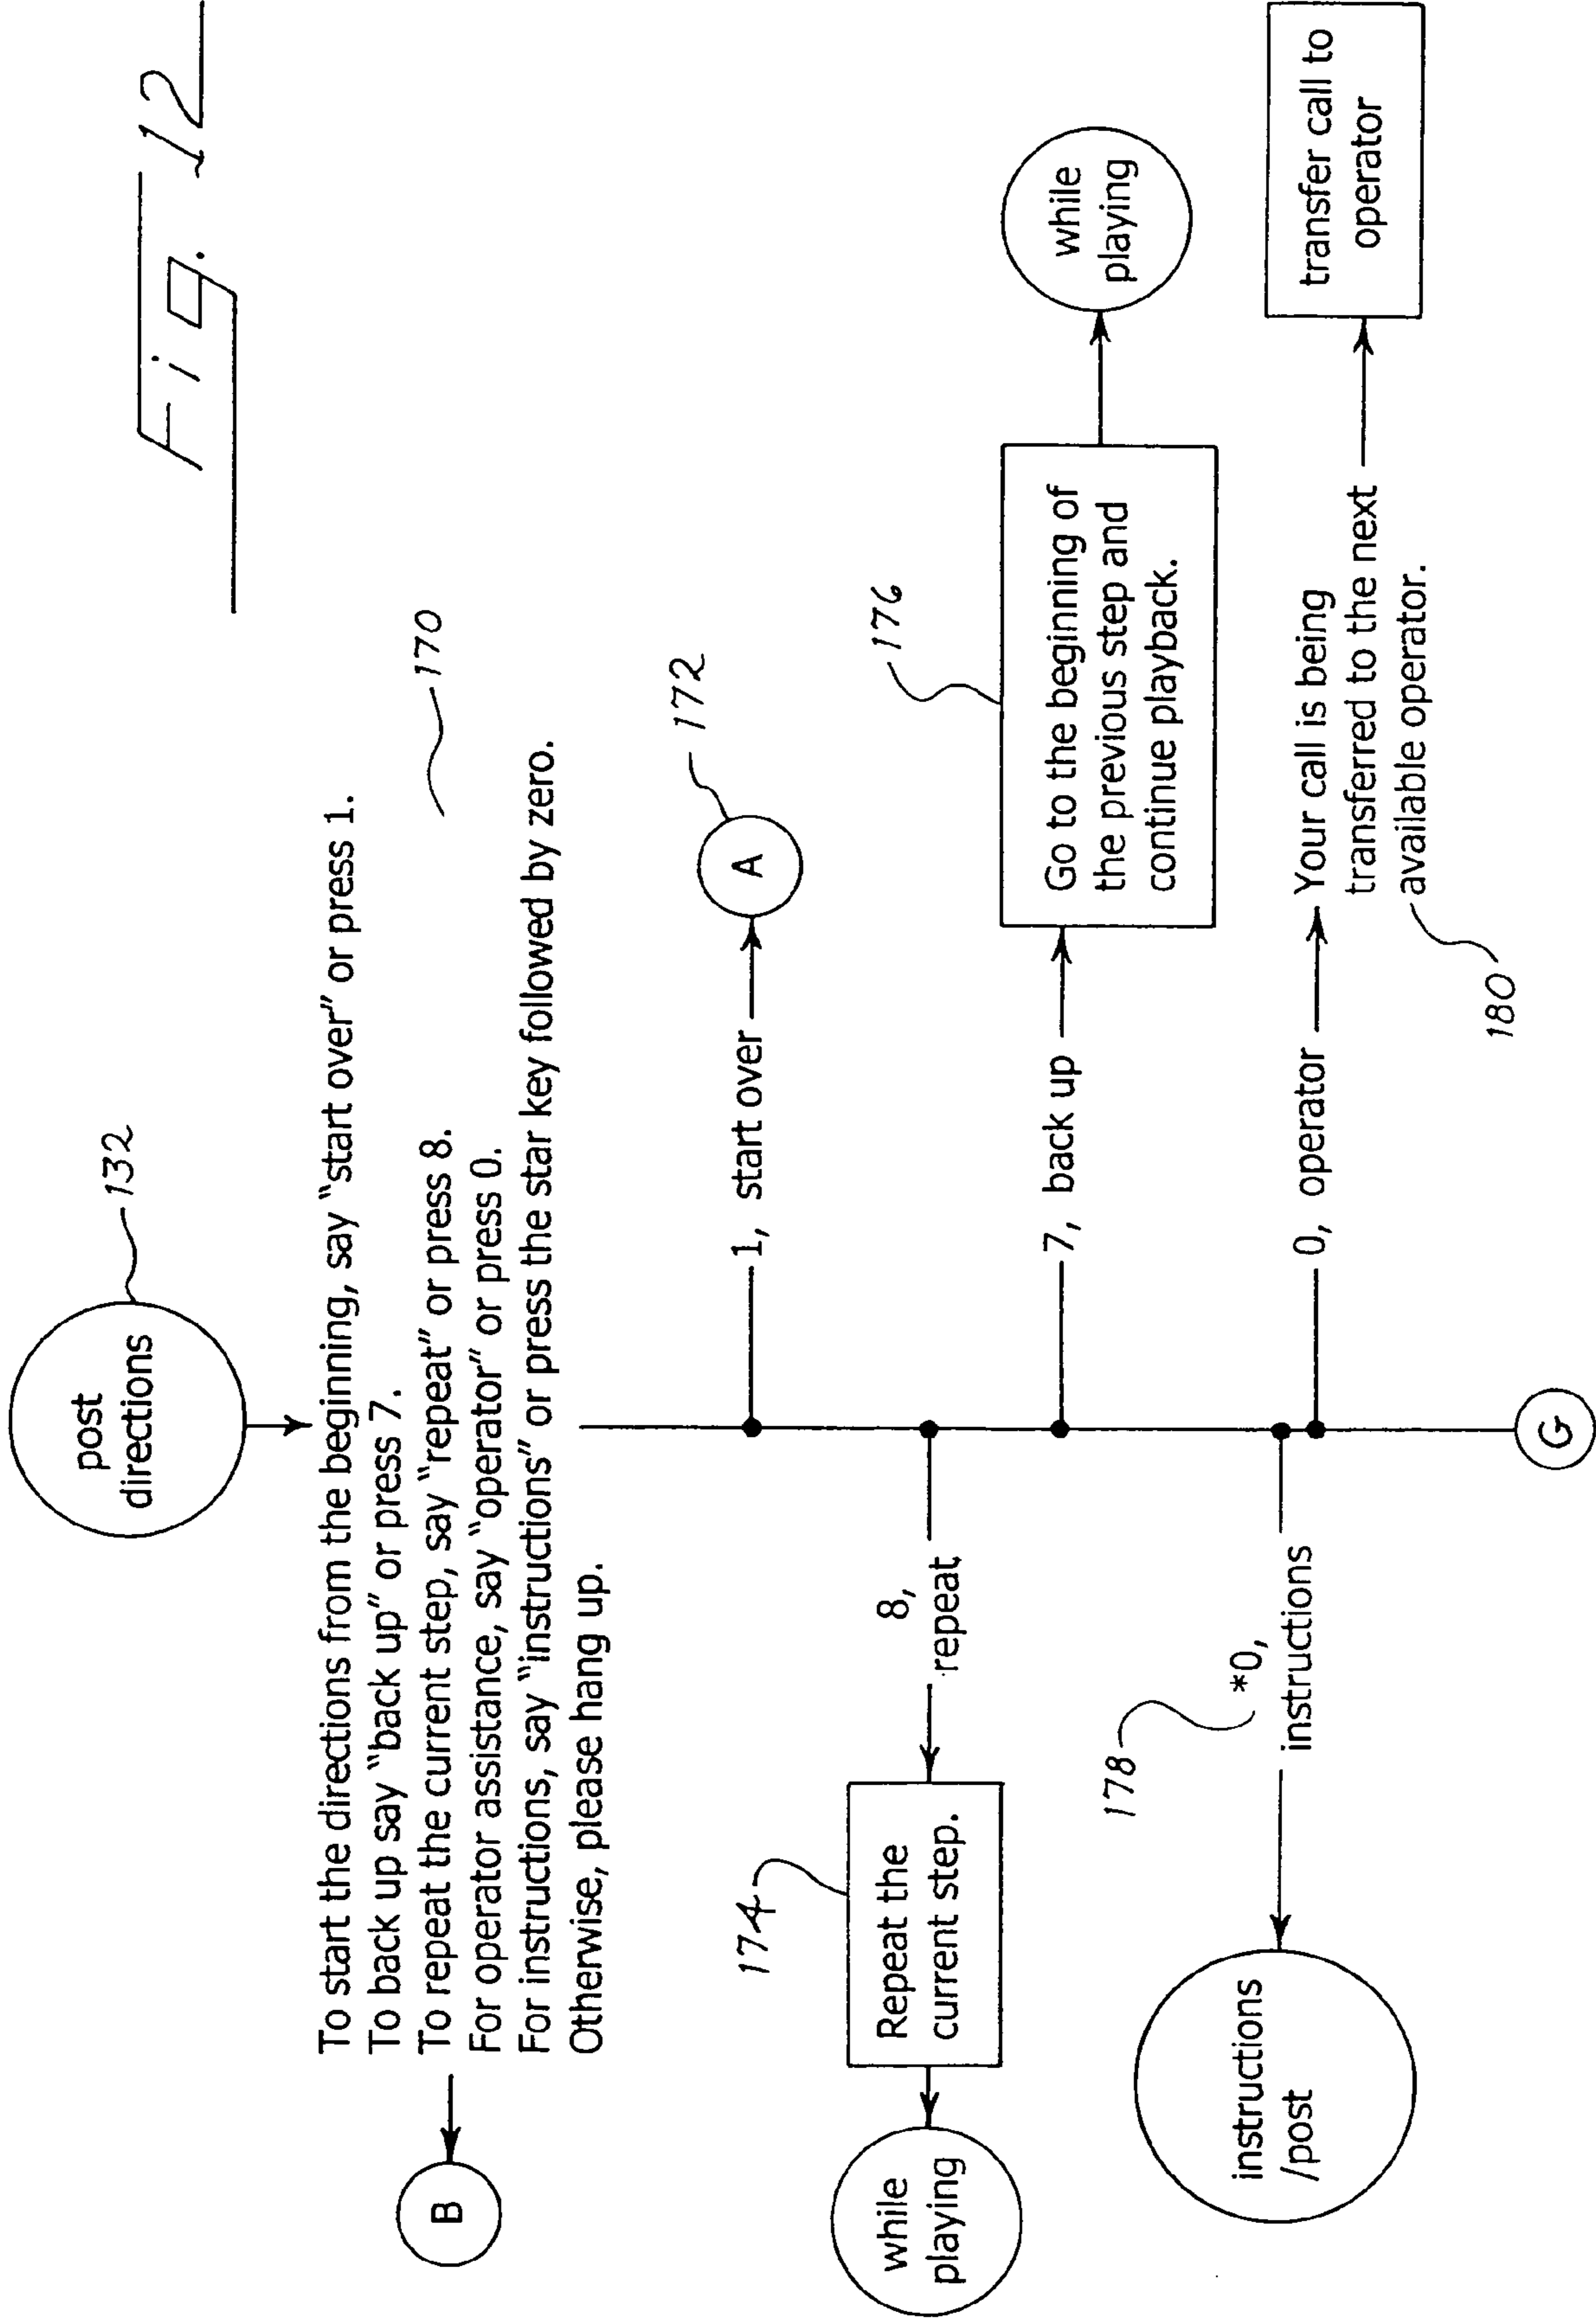 Fig. 12
post
directions
132
To start the directions from the beginning, say "start over" or press 1.
To back up say "back up" or press 7.
To repeat the current step, say "repeat" or press 8.
For operator assistance, say "operator" or press 0.
For instructions, say "instructions" or press the star key followed by zero.
Otherwise, please hang up.
170
B
1, start over
A
172
8,
repeat
Repeat the
current step.
174
while
playing
7, back up
Go to the beginning of
the previous step and
continue playback.
176
while
playing
*0,
instructions
178
instructions
/post
0, operator
Your call is being
transferred to the next
available operator.
180
transfer call to
operator
G